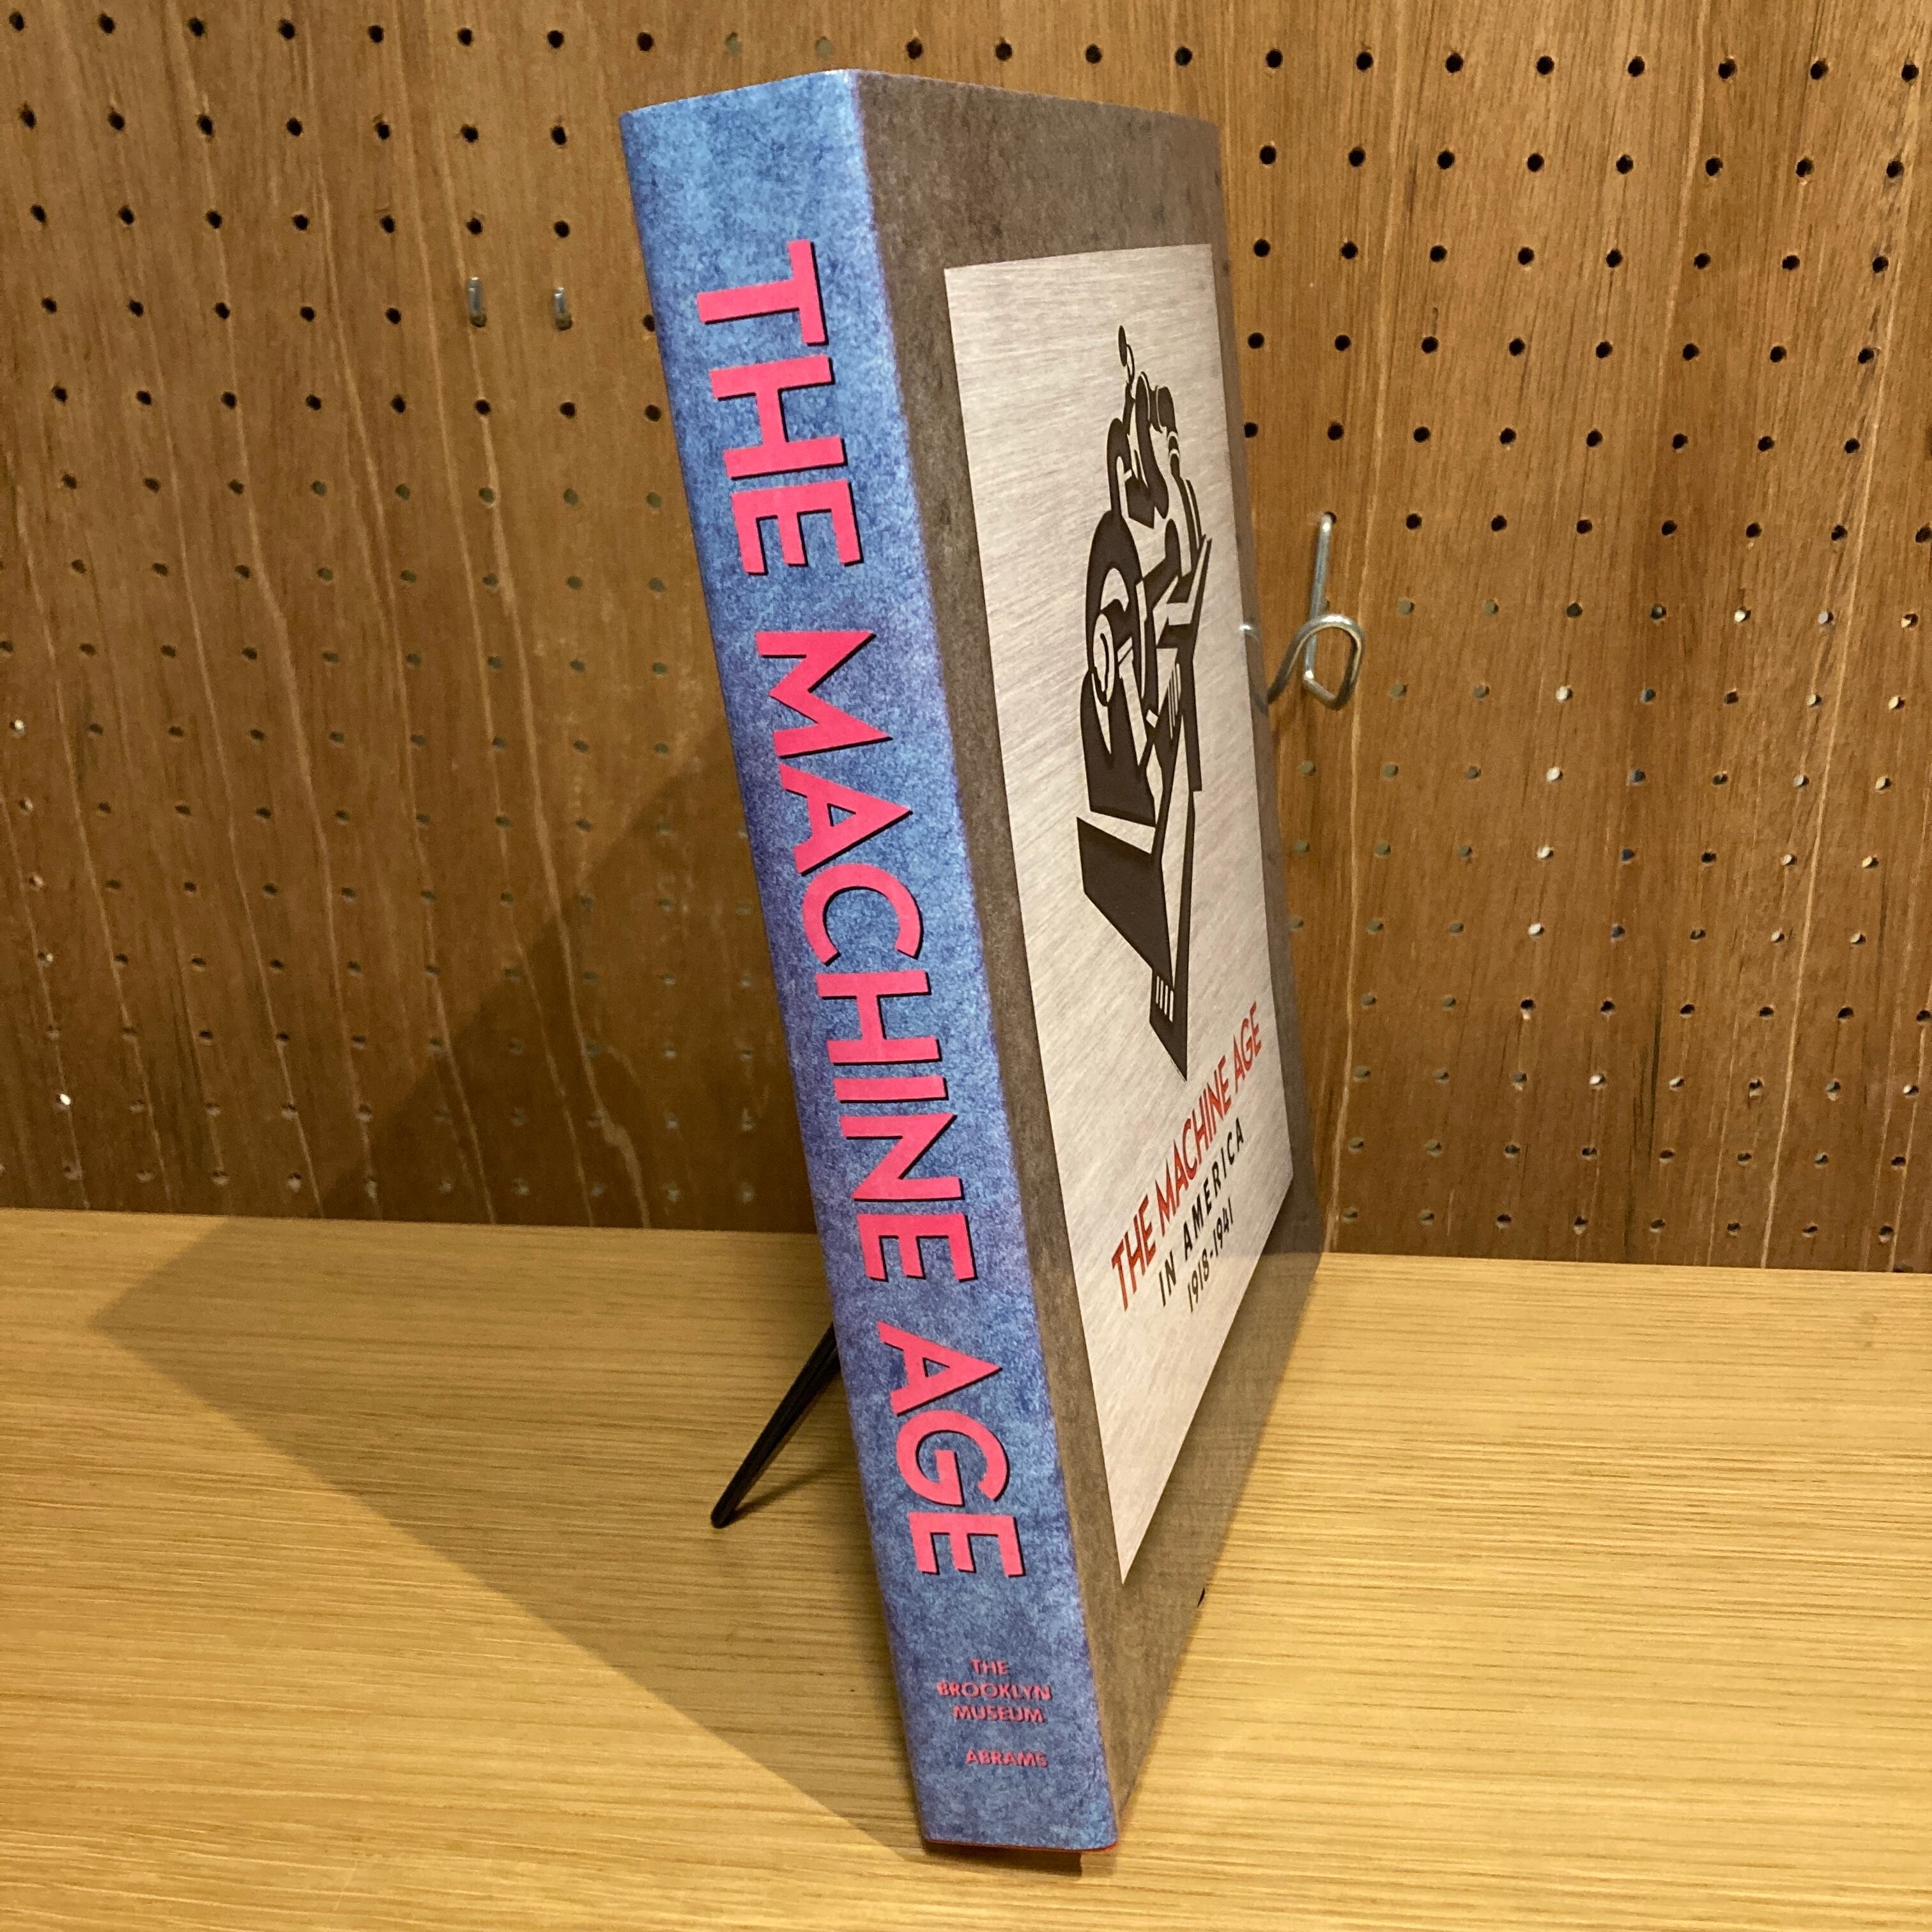 THE MACHINE AGE
THE
BROOKLYN
MUSEUM
ABRAMS
THE MACHINE AGE
IN AMERICA
1918-1941